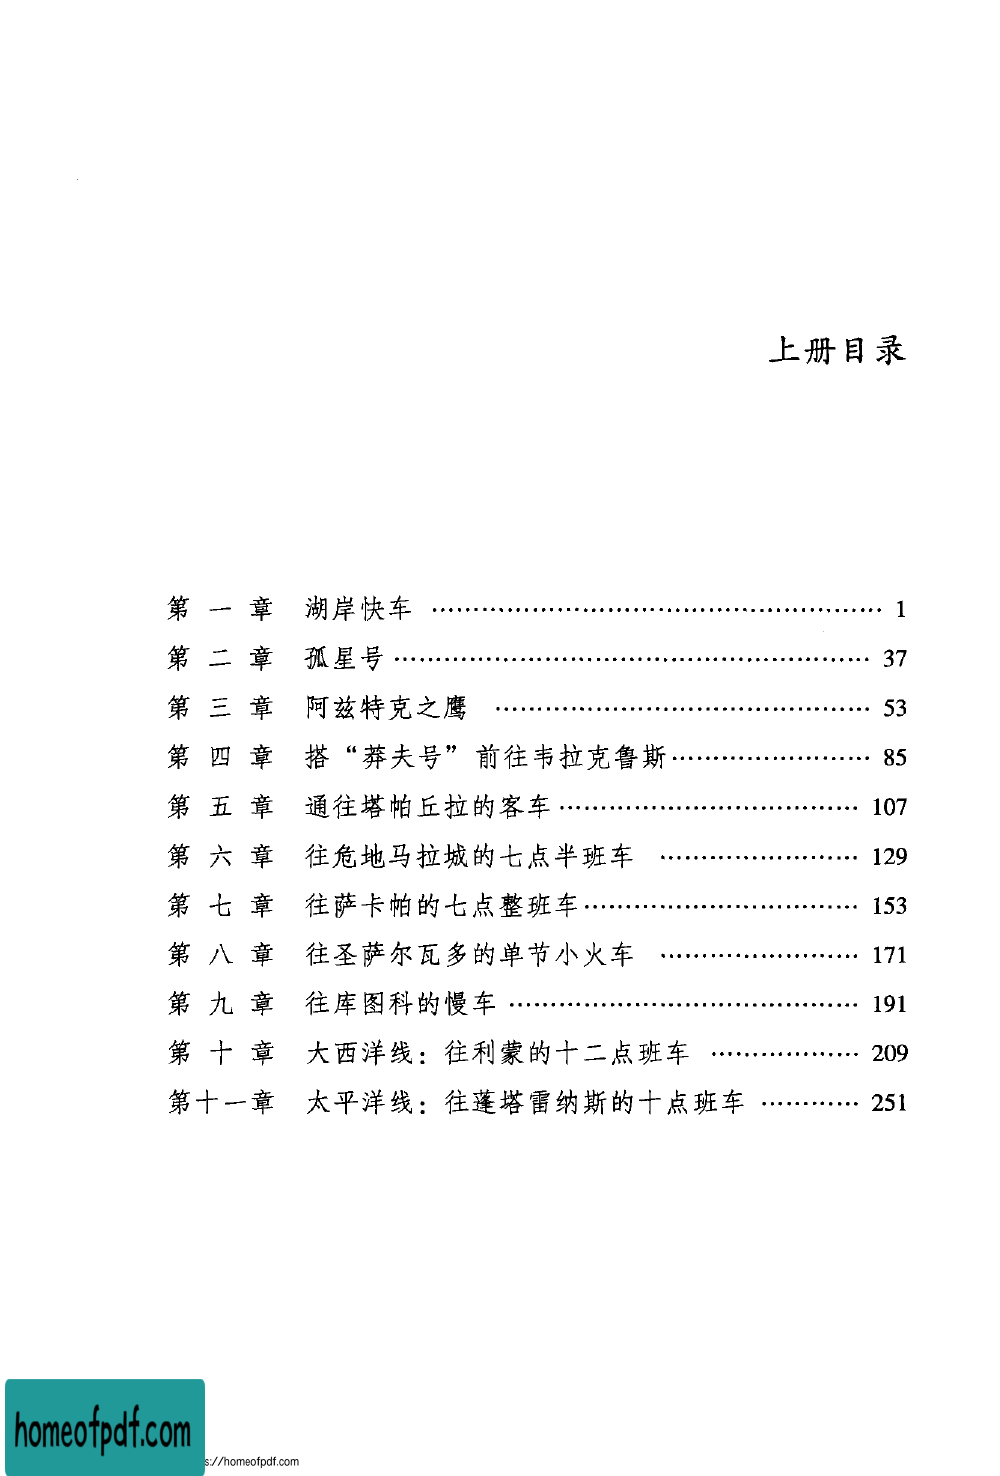 上册目录
第一章 湖岸快车 …………………………………………… 1
第二章 孤星号 …………………………………………… 37
第三章 阿兹特克之鹰 …………………………………… 53
第四章 搭“莽夫号”前往韦拉克鲁斯 ………………… 85
第五章 通往塔帕丘拉的客车 …………………………… 107
第六章 往危地马拉城的七点半班车 ………………… 129
第七章 往萨卡帕的七点整班车 ……………………… 153
第八章 往圣萨尔瓦多的单节小火车 ………………… 171
第九章 往库图科的慢车 ……………………………… 191
第十章 大西洋线：往利蒙的十二点班车 …………… 209
第十一章 太平洋线：往蓬塔雷纳斯的十点班车 ………… 251
homeofpdf.com
s://homeofpdf.com